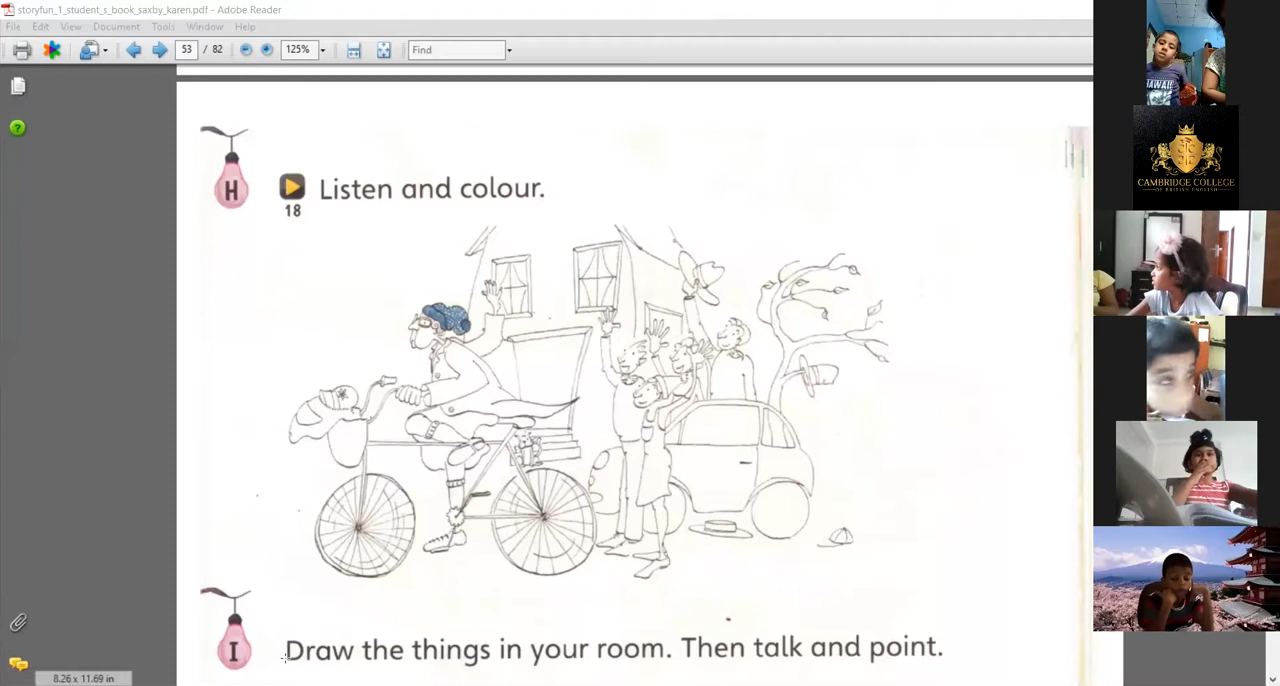 storyfun_1_student_s_book_saxby_karen.pdf - Adobe Reader
File Edit View Document Tools Window Help
53 / 82 125% Find
H
Listen and colour.
18
I
Draw the things in your room. Then talk and point.
8.26 x 11.69 in
HAWAII
CAMBRIDGE COLLEGE
OF BRITISH ENGLISH